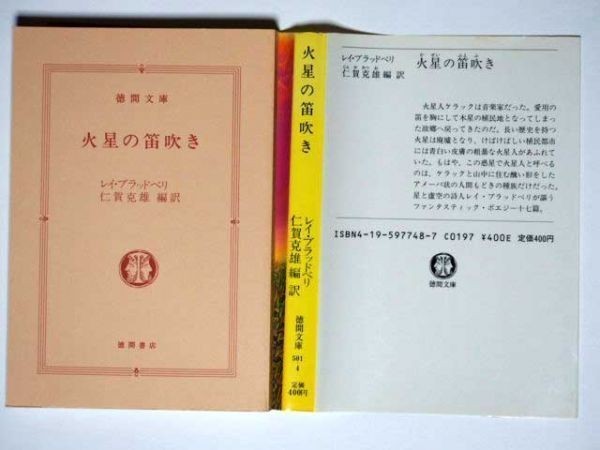 徳間文庫
火星の笛吹き
レイ・ブラッドベリ
仁賀克雄 編訳
徳間書店
火星の笛吹き
レイ・ブラッドベリ
仁賀克雄 編訳
徳間文庫
501
4
定価
400円
レイ・ブラッドベリ
仁賀克雄 編訳
火星の笛吹き
火星人ケラックは音楽家だった。愛用の
笛を胸にして木星の植民地となってしまっ
た故郷へ戻ってきたのだ。長い歴史を持つ
火星は廃墟となり、けばけばしい植民都市
には青白い皮膚の粗暴な火星人があふれて
いた。もはや、この惑星で火星人と呼べる
のは、ケラックと山中に住む醜い形をした
アメーバ状の人間もどきの種族だけだった。
星と虚空の詩人レイ・ブラッドベリが謳う
ファンタスティック・ポエジー十七篇。
ISBN4-19-597748-7 C0197 ¥400E 定価400円
徳間文庫